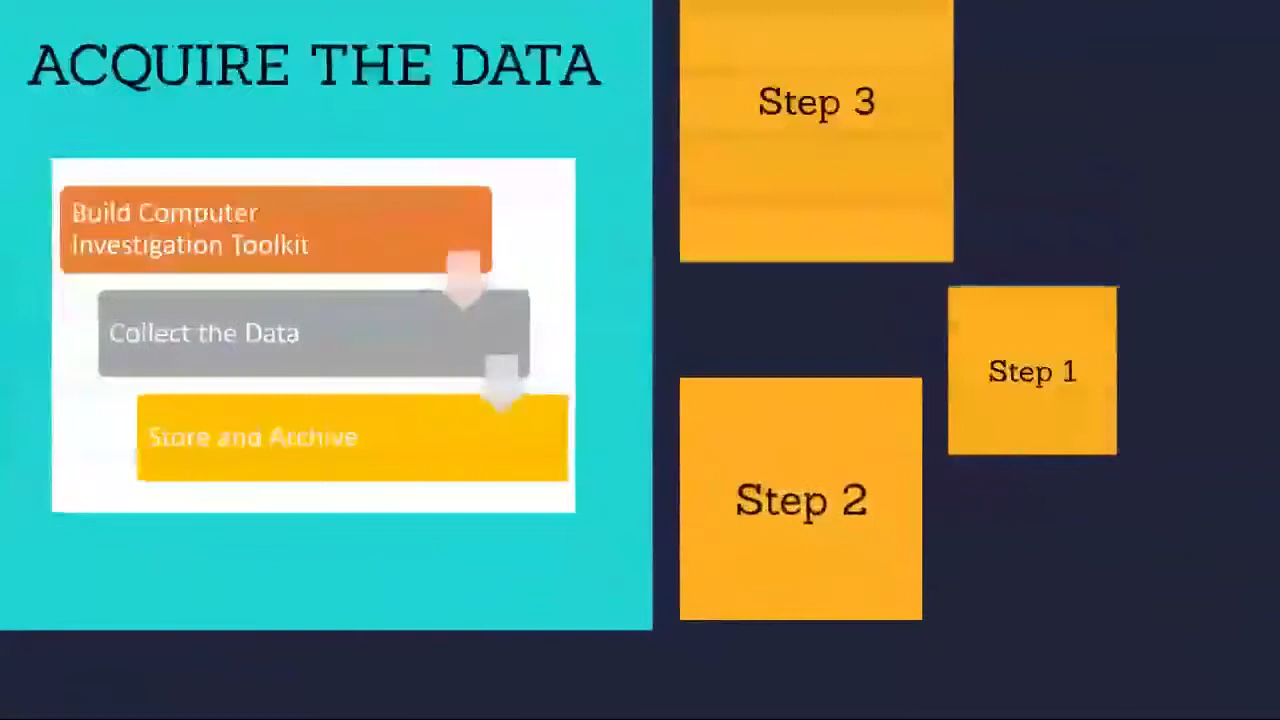 ACQUIRE THE DATA
Build Computer
Investigation Toolkit
Collect the Data
Store and Archive
Step 3
Step 1
Step 2